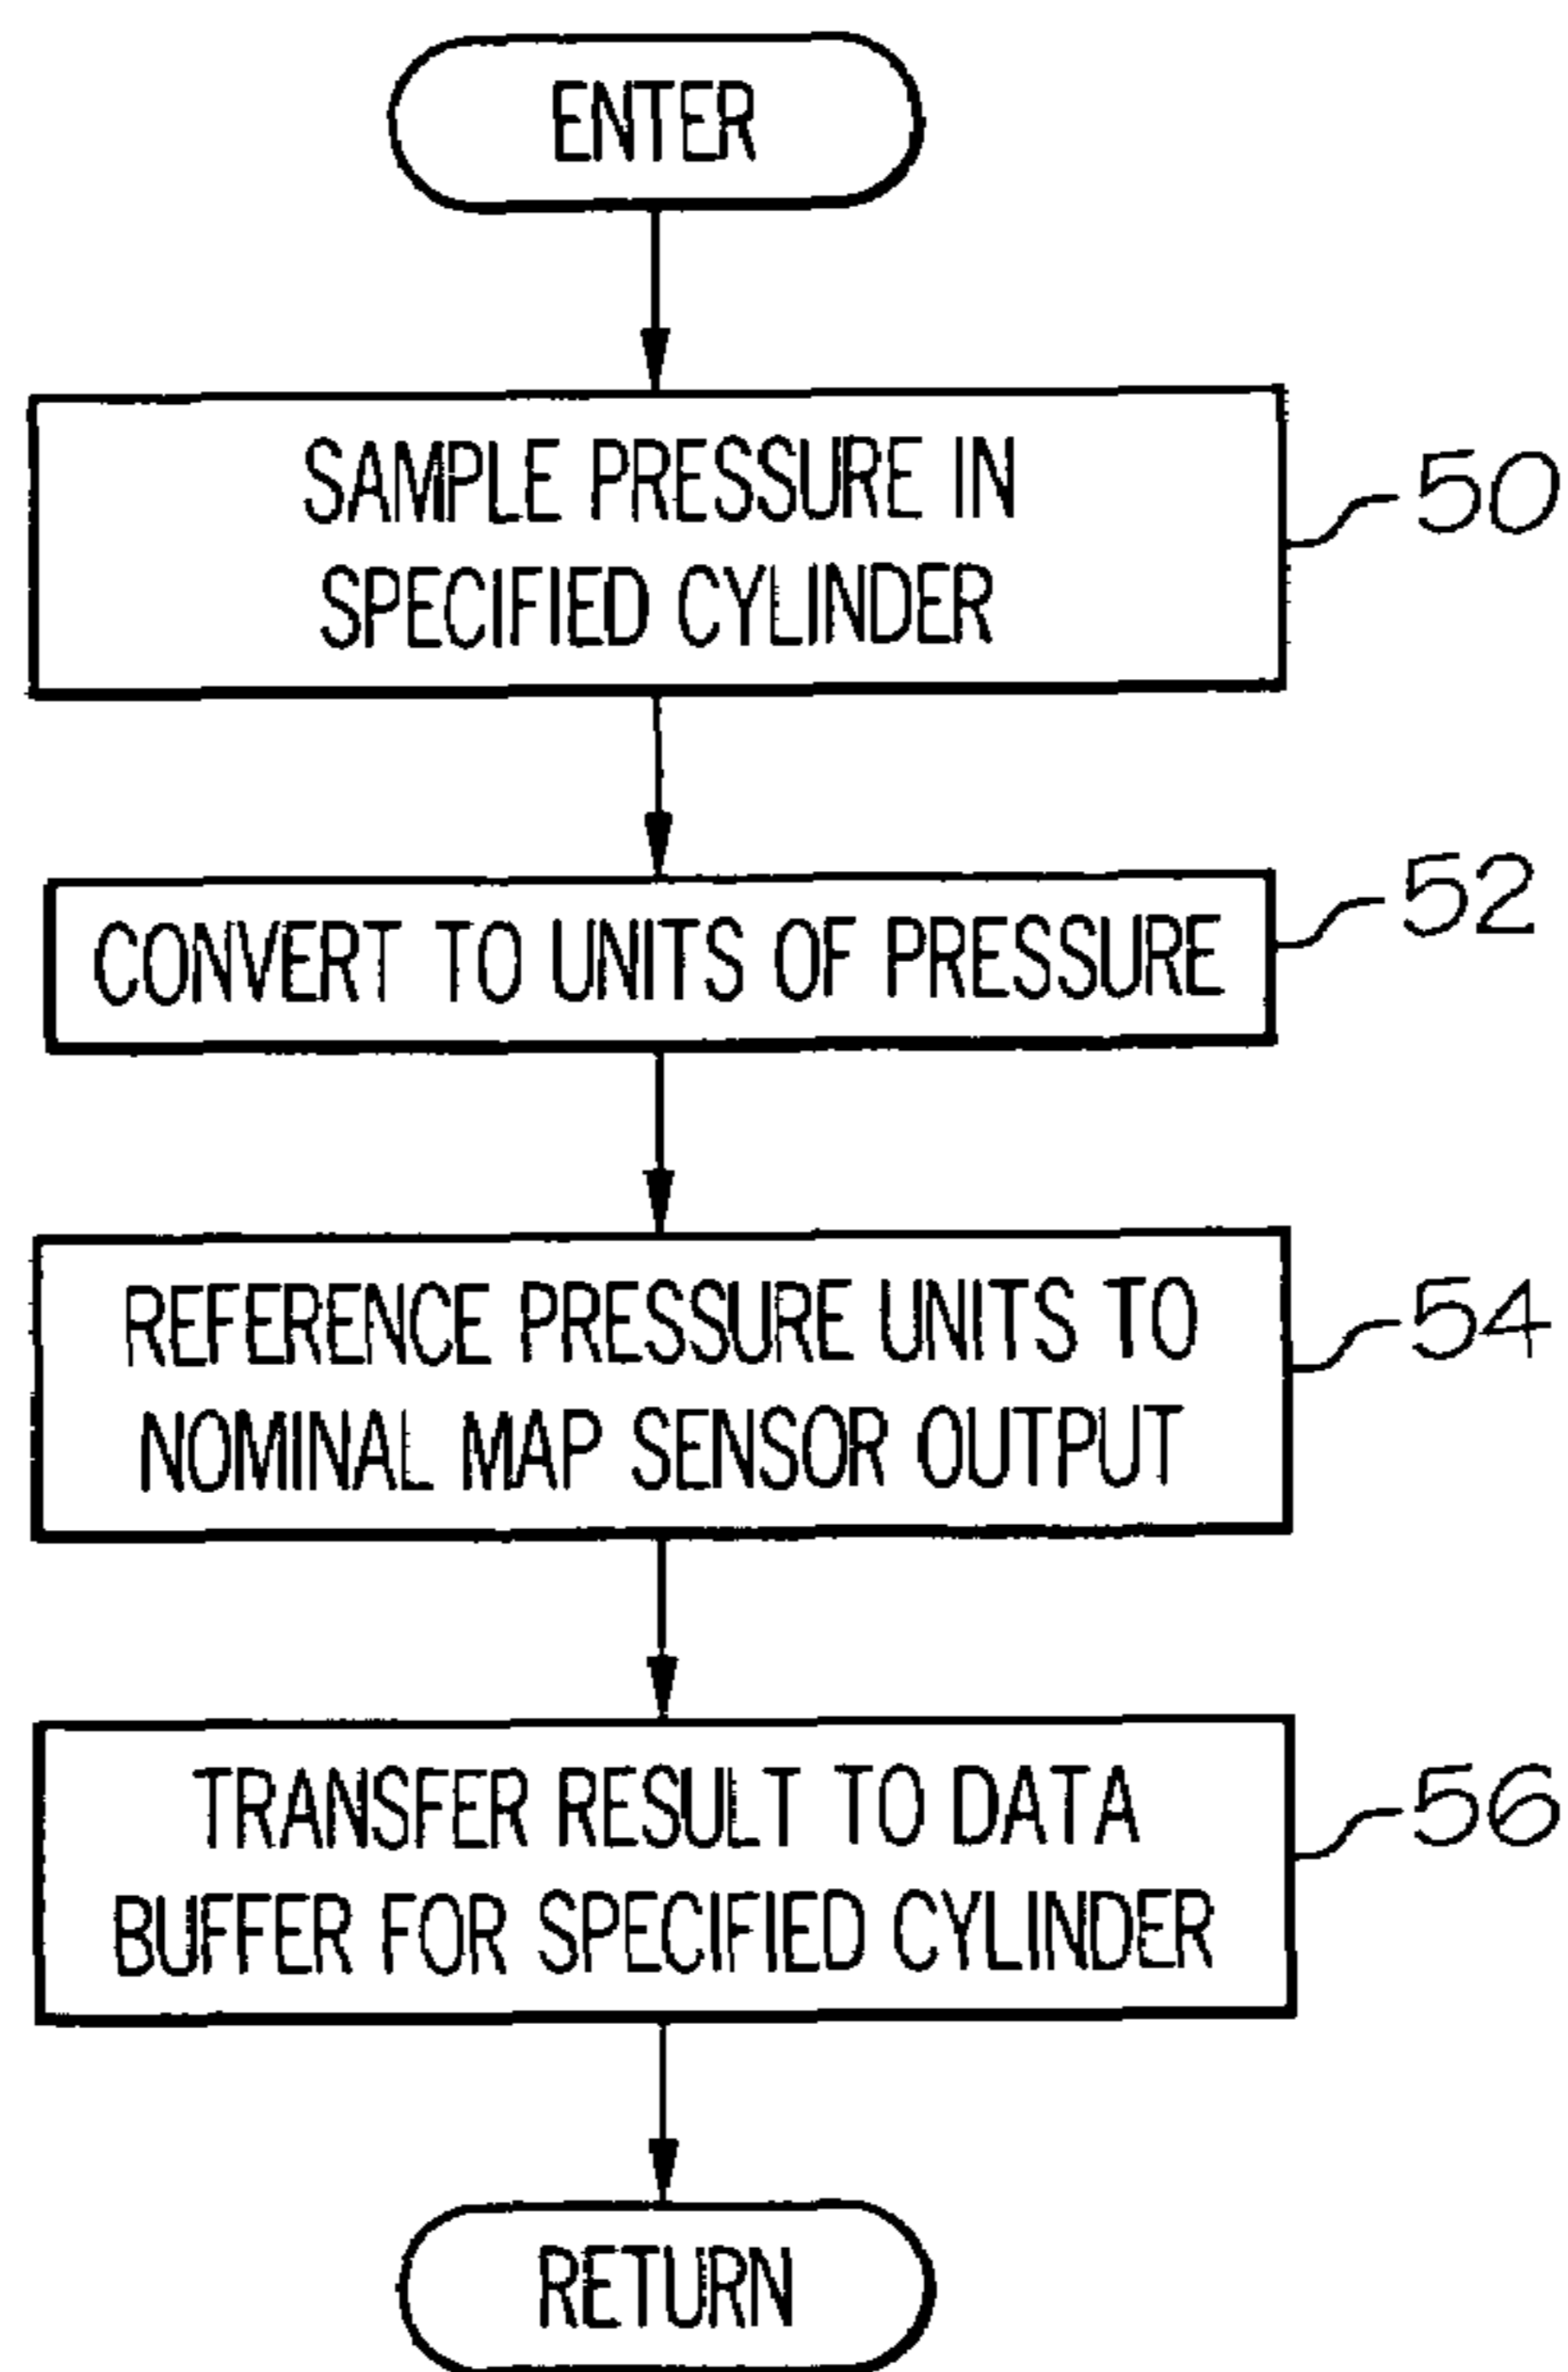 ENTER
SAMPLE PRESSURE IN
SPECIFIED CYLINDER
50
CONVERT TO UNITS OF PRESSURE
52
REFERENCE PRESSURE UNITS TO
NOMINAL MAP SENSOR OUTPUT
54
TRANSFER RESULT TO DATA
BUFFER FOR SPECIFIED CYLINDER
56
RETURN